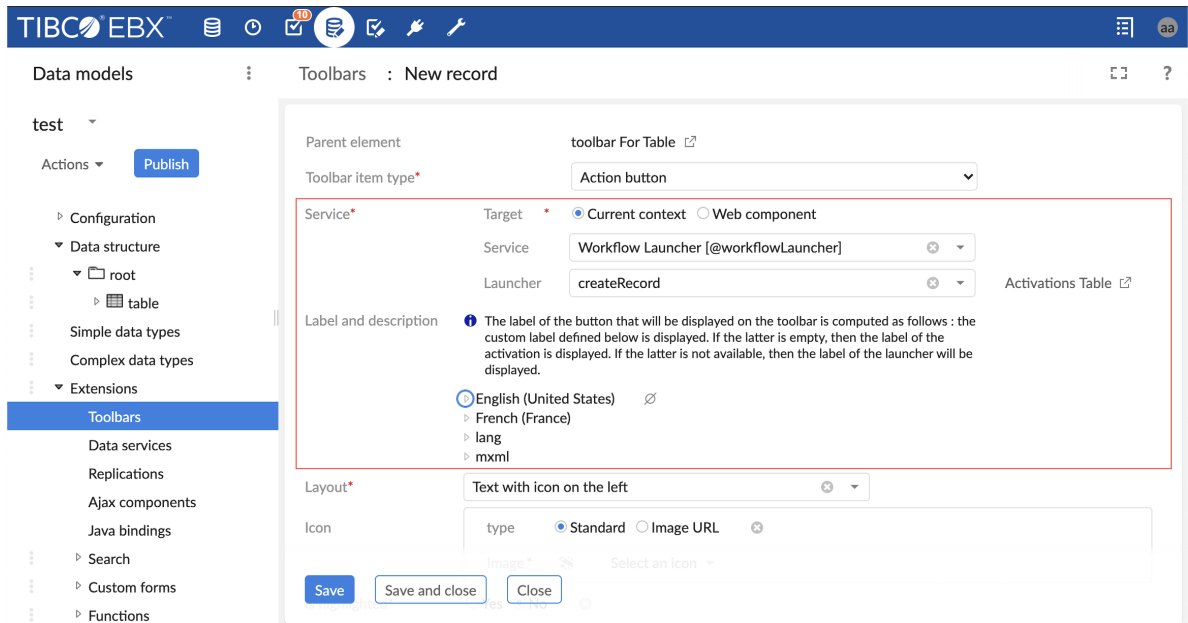 TIBCO® EBX™
10
aa
Data models
Toolbars : New record
?
test
Actions
Publish
Configuration
Data structure
root
table
Simple data types
Complex data types
Extensions
Toolbars
Data services
Replications
Ajax components
Java bindings
Search
Custom forms
Functions
Parent element
toolbar For Table
Toolbar item type*
Action button
Service*
Target *
Current context
Web component
Service
Workflow Launcher [@workflowLauncher]
Launcher
createRecord
Activations Table
Label and description
The label of the button that will be displayed on the toolbar is computed as follows : the
custom label defined below is displayed. If the latter is empty, then the label of the
activation is displayed. If the latter is not available, then the label of the launcher will be
displayed.
English (United States)
French (France)
lang
mxml
Layout*
Text with icon on the left
Icon
type
Standard
Image URL
Image*
Select an icon
Save
Save and close
Close
Yes
No